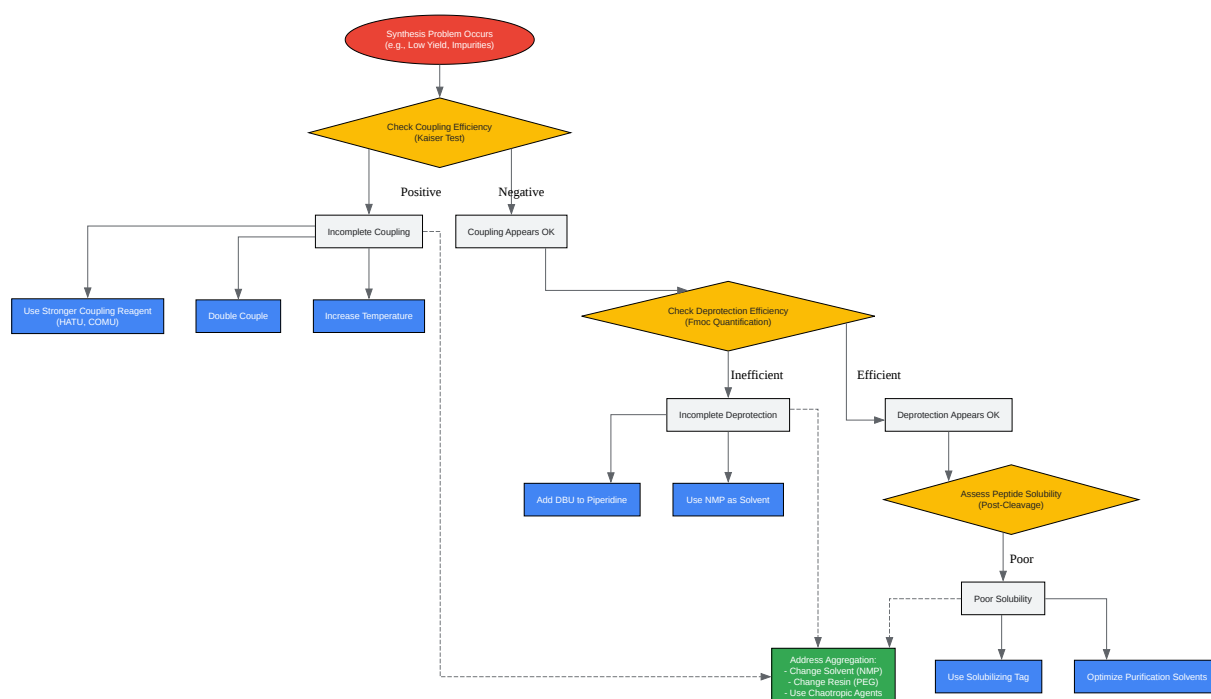 Synthesis Problem Occurs
(e.g., Low Yield, Impurities)
Check Coupling Efficiency
(Kaiser Test)
Positive
Negative
Incomplete Coupling
Coupling Appears OK
Use Stronger Coupling Reagent
(HATU, COMU)
Double Couple
Increase Temperature
Check Deprotection Efficiency
(Fmoc Quantification)
Inefficient
Efficient
Incomplete Deprotection
Deprotection Appears OK
Add DBU to Piperidine
Use NMP as Solvent
Assess Peptide Solubility
(Post-Cleavage)
Poor
Poor Solubility
Address Aggregation:
- Change Solvent (NMP)
- Change Resin (PEG)
- Use Chaotropic Agents
Use Solubilizing Tag
Optimize Purification Solvents